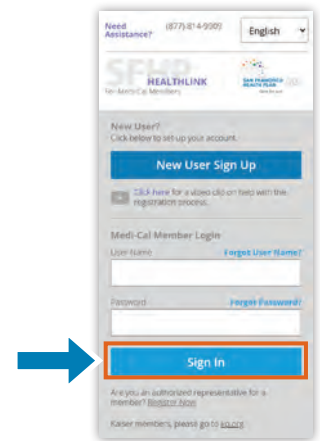 Need (877)-814-9909 English
Assistance?
SFHP
HEALTHLINK
For Medi-Cal Members
SAN FRANCISCO
HEALTH PLAN
New User?
Click below to set up your account.
New User Sign Up
Click here for a video clip on help with the
registration process.
Medi-Cal Member Login
User Name Forgot User Name?
Password Forgot Password?
Sign In
Are you an authorized representative for a
member? Register Now
Kaiser members, please go to kp.org